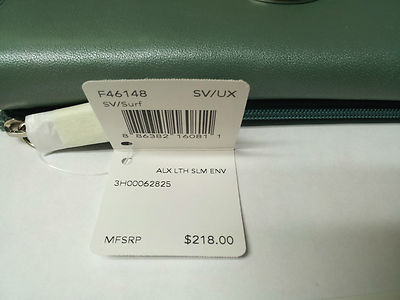 F46148 SV/UX
SV/Surf
8 86382 16081 1
ALX LTH SLM ENV
3H00062825
MFSRP $218.00